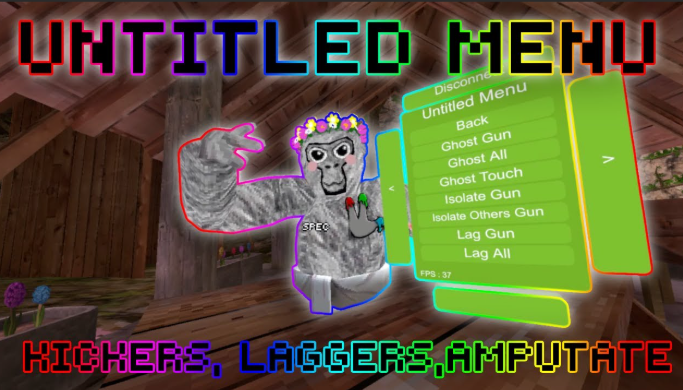 UNTITLED MENU
Disconne
Untitled Menu
Back
Ghost Gun
Ghost All
Ghost Touch
Isolate Gun
Isolate Others Gun
Lag Gun
Lag All
FPS : 37
<
>
SPEC
KICKERS, LAGGERS,AMPUTATE